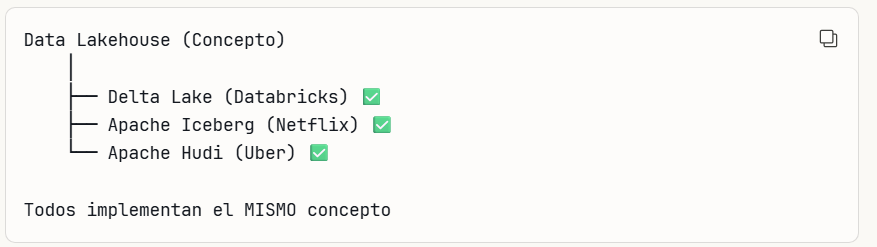 Data Lakehouse (Concepto)
│
├── Delta Lake (Databricks) ✅
├── Apache Iceberg (Netflix) ✅
└── Apache Hudi (Uber) ✅
Todos implementan el MISMO concepto